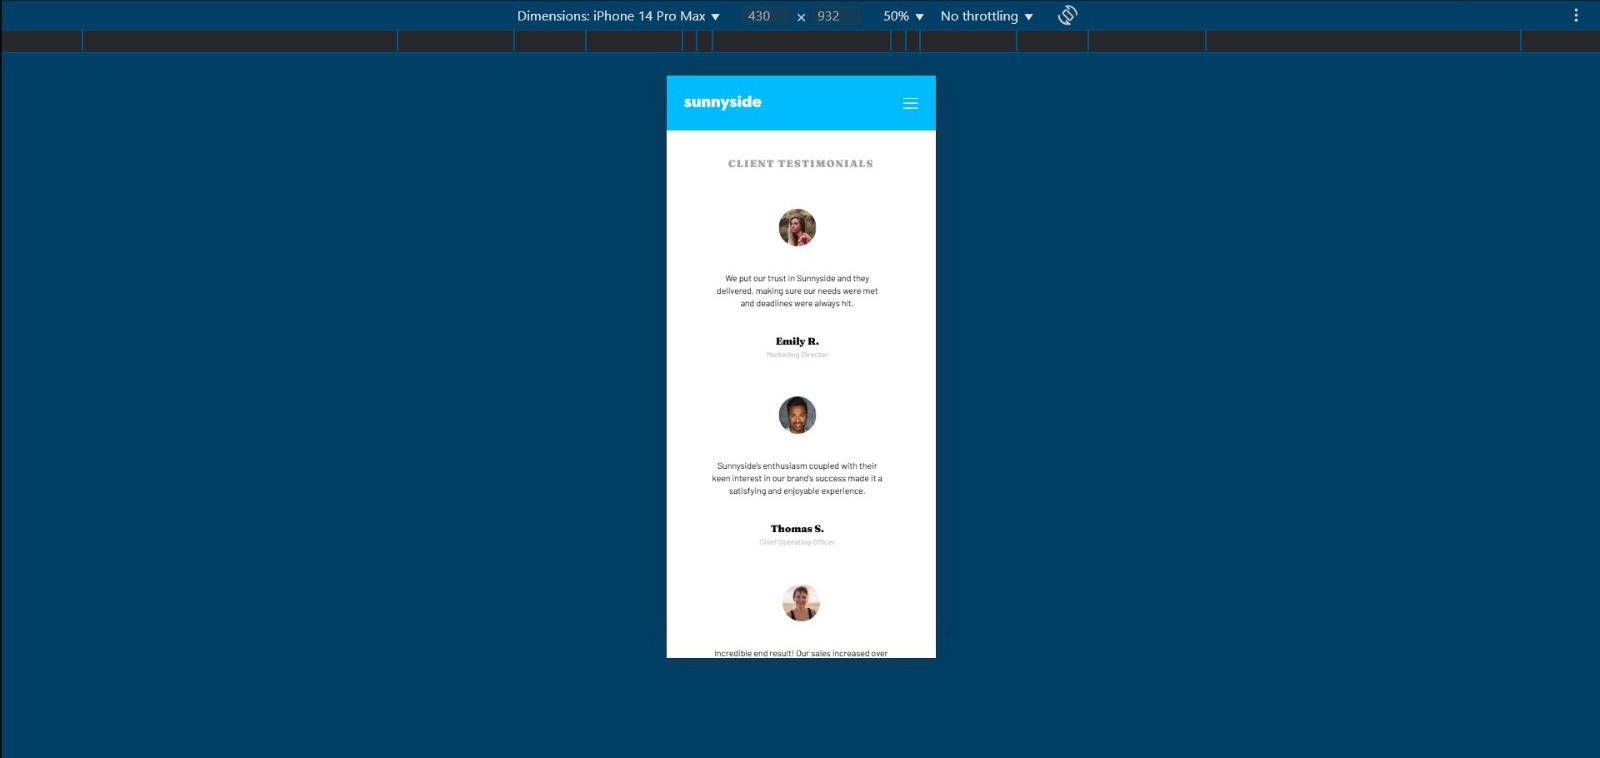 Dimensions: iPhone 14 Pro Max ▼ 430 × 932 50% ▼ No throttling ▼
sunnyside
CLIENT TESTIMONIALS
We put our trust in Sunnyside and they
delivered, making sure our needs were met
and deadlines were always hit.
Emily R.
Marketing Director
Sunnyside's enthusiasm coupled with their
keen interest in our brand's success made it a
satisfying and enjoyable experience.
Thomas S.
Chief Operating Officer
Incredible end result! Our sales increased over